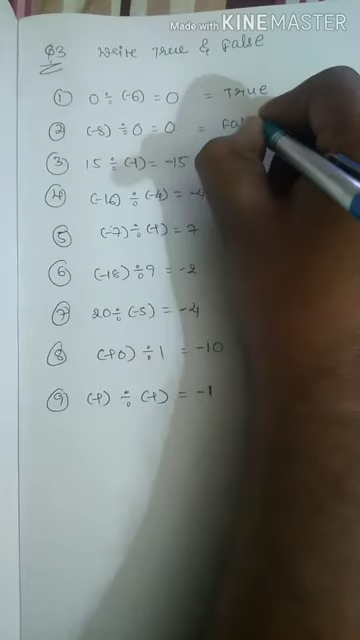 Made with KINEMASTER
Q3 Write True & False
① 0 ÷ (-6) = 0 = True
② (-8) ÷ 0 = 0 = Fal
③ 15 ÷ (-1) = -15
④ (-16) ÷ (-4) = -4
⑤ (-7) ÷ (-1) = 7
⑥ (-18) ÷ 9 = -2
⑦ 20 ÷ (-5) = -4
⑧ (-10) ÷ 1 = -10
⑨ (-1) ÷ (-1) = -1